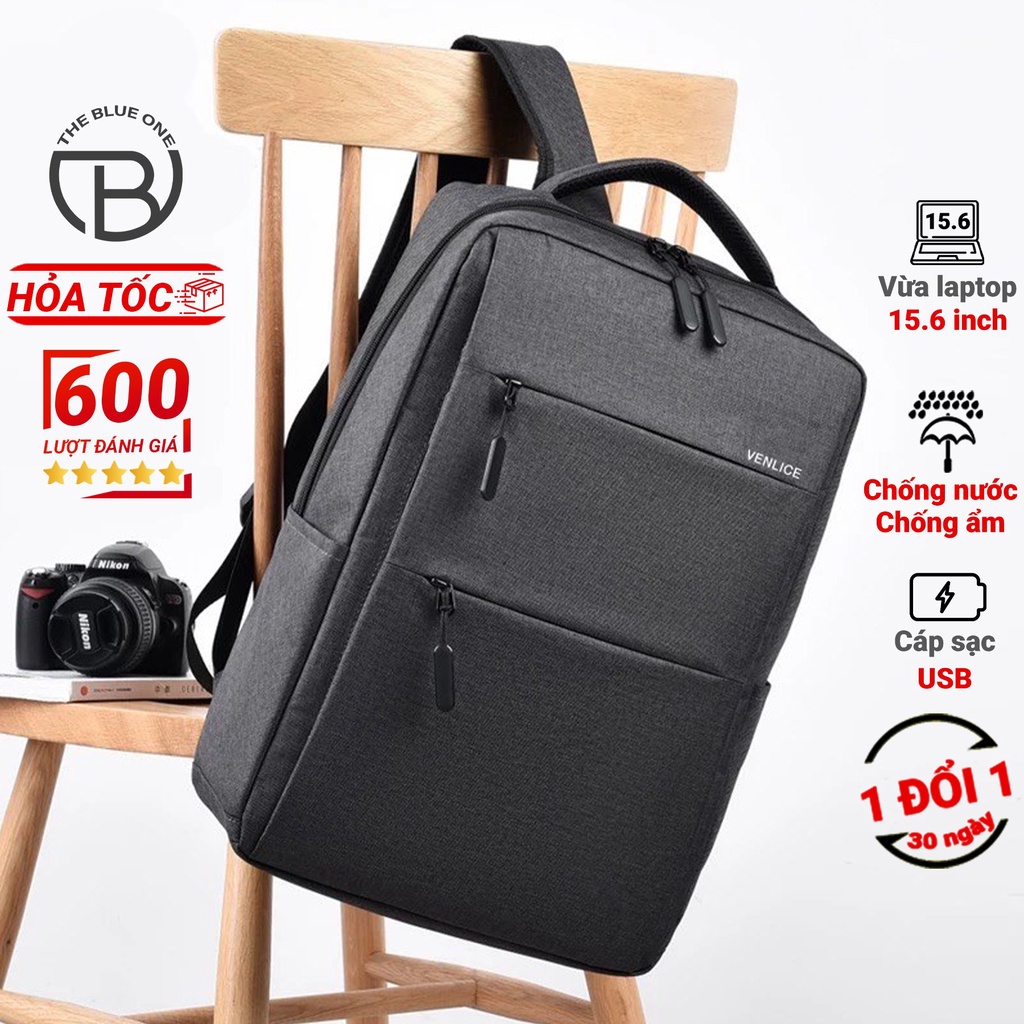 THE BLUE ONE
B
HỎA TỐC
600
LƯỢT ĐÁNH GIÁ
15.6
Vừa laptop
15.6 inch
VENLICE
Chống nước
Chống ẩm
Nikon
Nikon
Cáp sạc
USB
1 ĐỔI 1
30 ngày